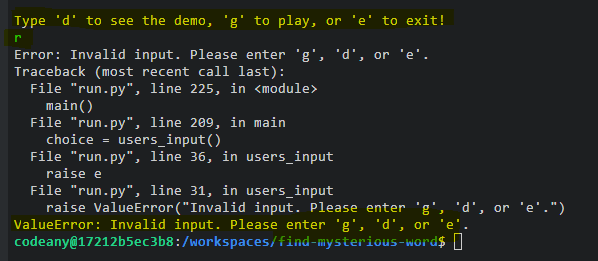 Type 'd' to see the demo, 'g' to play, or 'e' to exit!
r
Error: Invalid input. Please enter 'g', 'd', or 'e'.
Traceback (most recent call last):
  File "run.py", line 225, in <module>
    main()
  File "run.py", line 209, in main
    choice = users_input()
  File "run.py", line 36, in users_input
    raise e
  File "run.py", line 31, in users_input
    raise ValueError("Invalid input. Please enter 'g', 'd', or 'e'.")
ValueError: Invalid input. Please enter 'g', 'd', or 'e'.
codeany@17212b5ec3b8:/workspaces/find-mysterious-word$